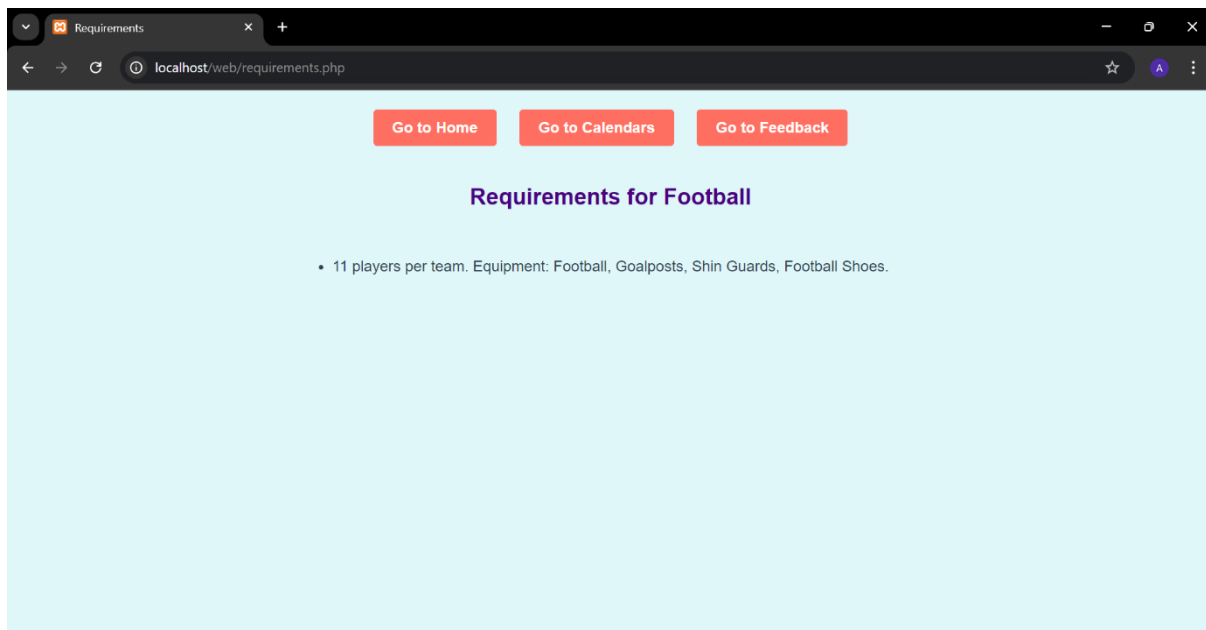 Requirements
localhost/web/requirements.php
A
Go to Home Go to Calendars Go to Feedback
Requirements for Football
• 11 players per team. Equipment: Football, Goalposts, Shin Guards, Football Shoes.